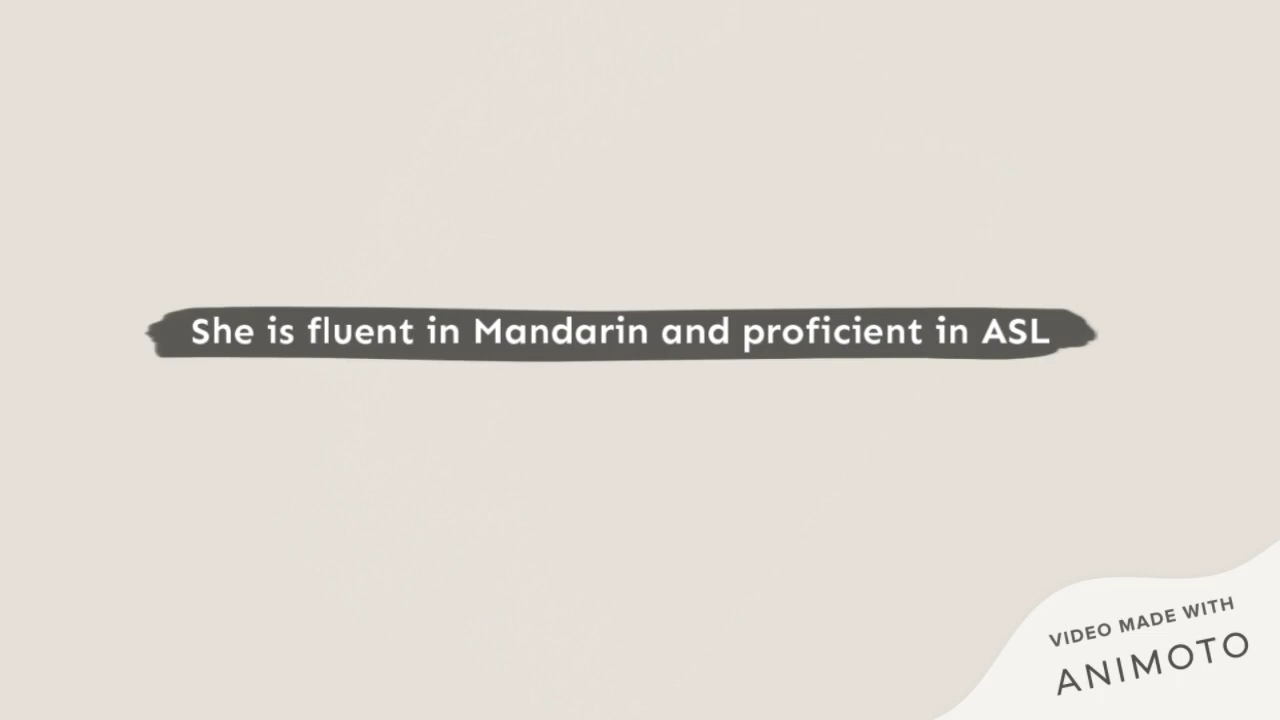 She is fluent in Mandarin and proficient in ASL
VIDEO MADE WITH
ANIMOTO